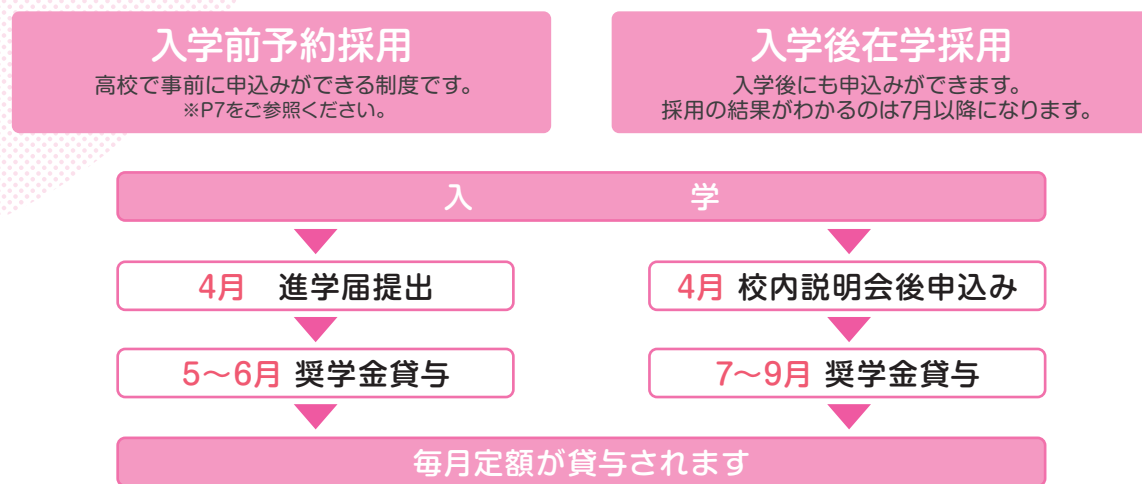 入学前予約採用
高校で事前に申込みができる制度です。
※P7をご参照ください。
入学後在学採用
入学後にも申込みができます。
採用の結果がわかるのは7月以降になります。
入　学
4月　進学届提出
5〜6月 奨学金貸与
4月 校内説明会後申込み
7〜9月 奨学金貸与
毎月定額が貸与されます